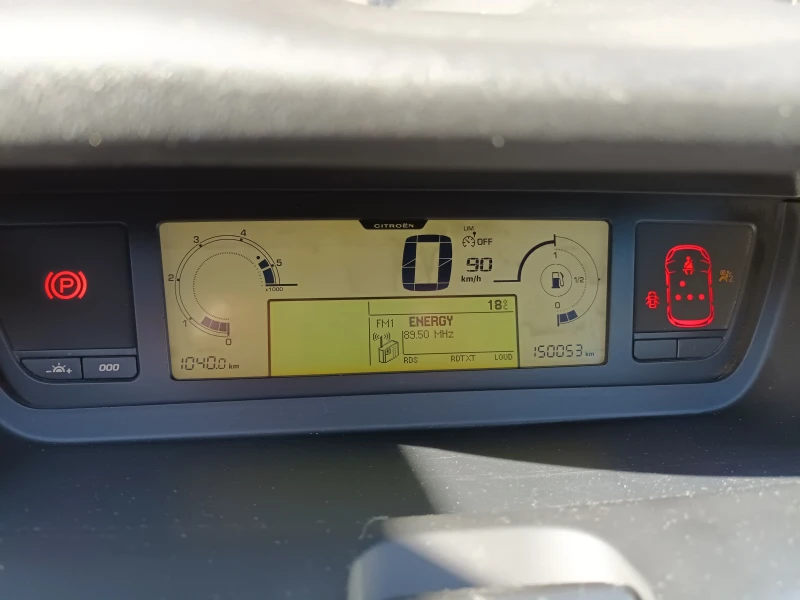 CITROËN
3 4
2 5
x1000
1
0
LIM
OFF
0 90
km/h
1
1/2
0
P
000
18°C
FM1 ENERGY
89.50 MHz
RDS RDTXT LOUD
1040.0 km
150053 km